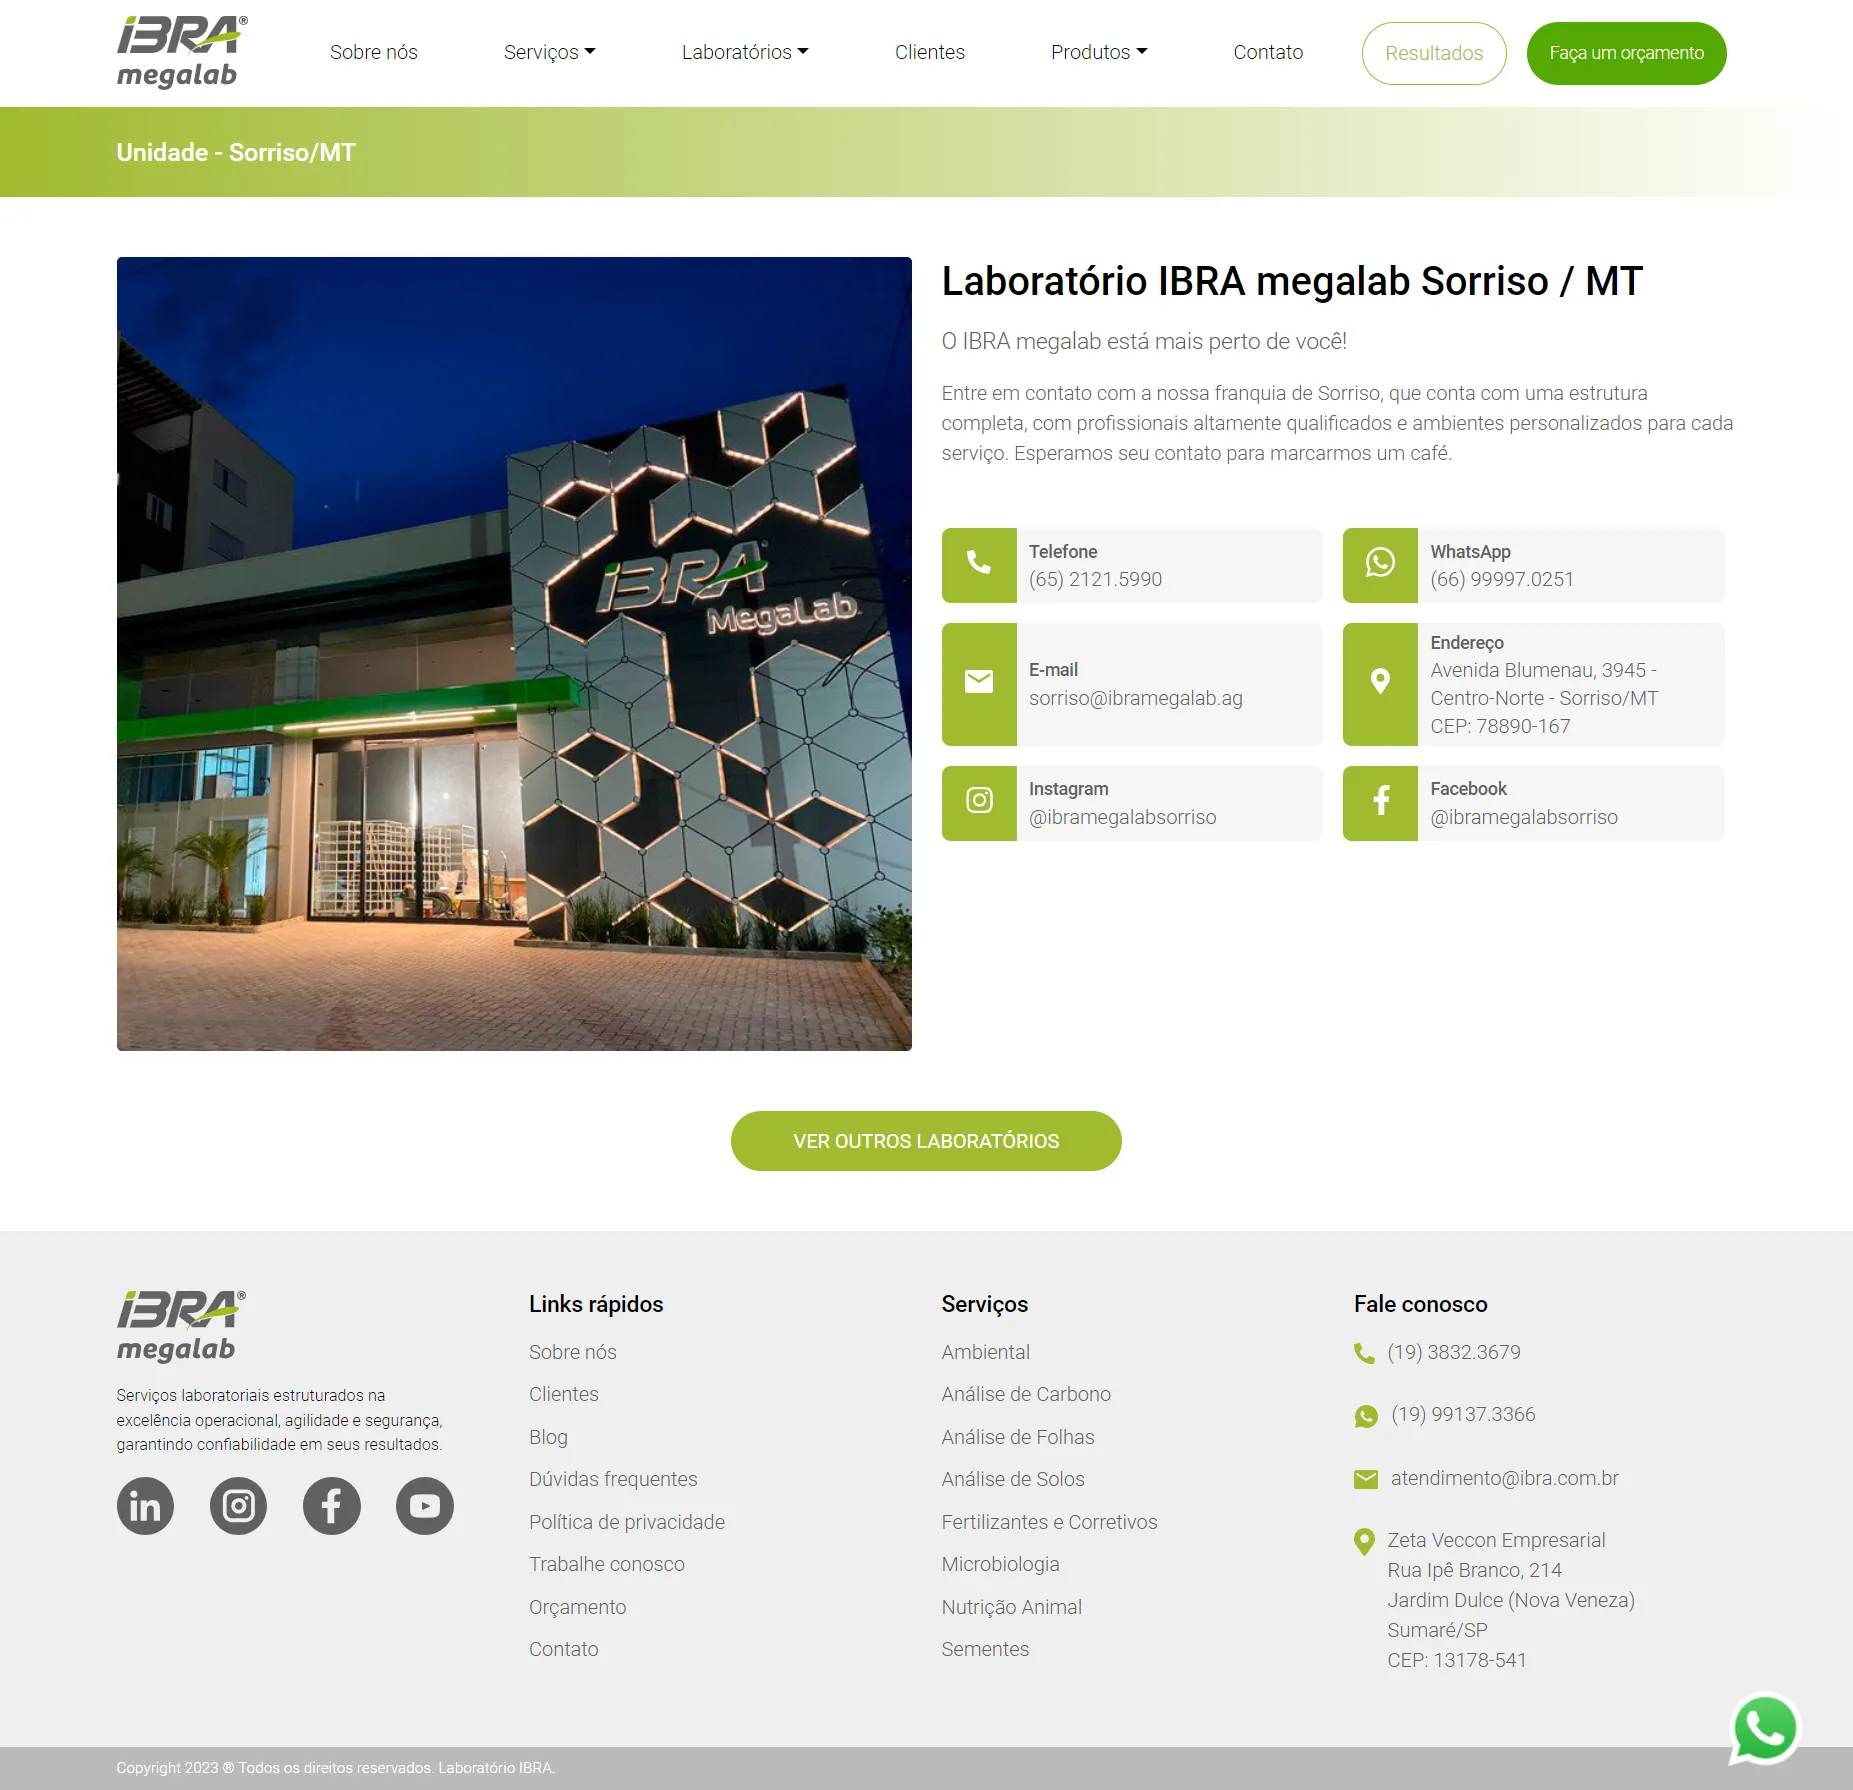 iBRA®
megalab
Sobre nós
Serviços
Laboratórios
Clientes
Produtos
Contato
Resultados
Faça um orçamento
Unidade - Sorriso/MT
iBRA
MegaLab
Laboratório IBRA megalab Sorriso / MT
O IBRA megalab está mais perto de você!
Entre em contato com a nossa franquia de Sorriso, que conta com uma estrutura
completa, com profissionais altamente qualificados e ambientes personalizados para cada
serviço. Esperamos seu contato para marcarmos um café.
Telefone
(65) 2121.5990
WhatsApp
(66) 99997.0251
E-mail
sorriso@ibramegalab.ag
Endereço
Avenida Blumenau, 3945 -
Centro-Norte - Sorriso/MT
CEP: 78890-167
Instagram
@ibramegalabsorriso
Facebook
@ibramegalabsorriso
VER OUTROS LABORATÓRIOS
iBRA®
megalab
Serviços laboratoriais estruturados na
excelência operacional, agilidade e segurança,
garantindo confiabilidade em seus resultados.
Links rápidos
Sobre nós
Clientes
Blog
Dúvidas frequentes
Política de privacidade
Trabalhe conosco
Orçamento
Contato
Serviços
Ambiental
Análise de Carbono
Análise de Folhas
Análise de Solos
Fertilizantes e Corretivos
Microbiologia
Nutrição Animal
Sementes
Fale conosco
(19) 3832.3679
(19) 99137.3366
atendimento@ibra.com.br
Zeta Veccon Empresarial
Rua Ipê Branco, 214
Jardim Dulce (Nova Veneza)
Sumaré/SP
CEP: 13178-541
Copyright 2023 ® Todos os direitos reservados. Laboratório IBRA.